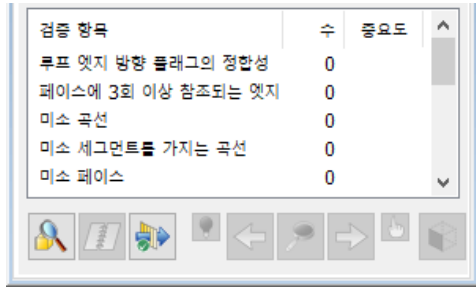 검증 항목 수 중요도
루프 엣지 방향 플래그의 정합성 0
페이스에 3회 이상 참조되는 엣지 0
미소 곡선 0
미소 세그먼트를 가지는 곡선 0
미소 페이스 0